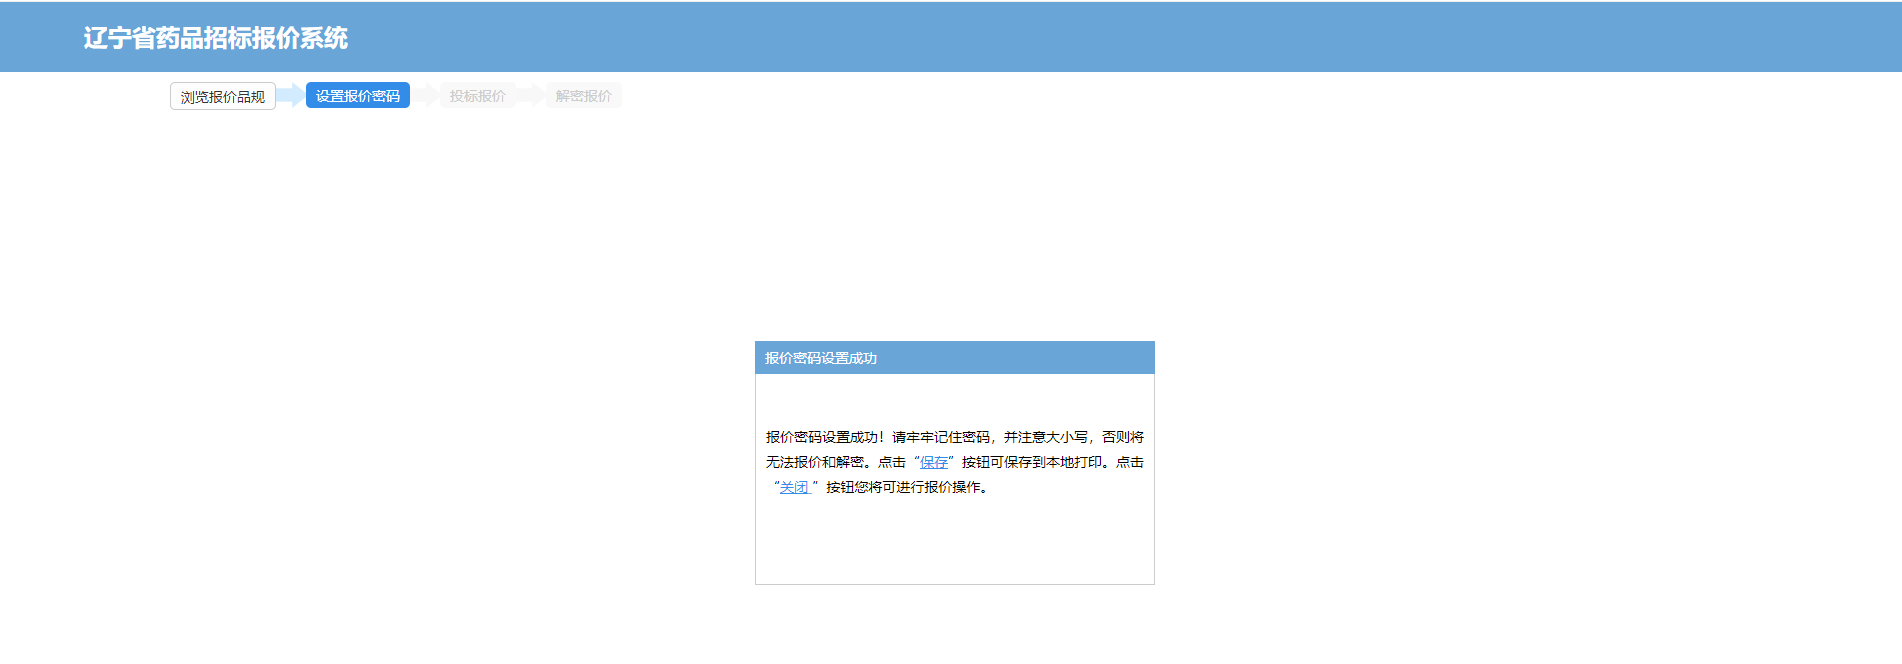 辽宁省药品招标报价系统
浏览报价品规 设置报价密码 投标报价 解密报价
报价密码设置成功
报价密码设置成功！请牢牢记住密码，并注意大小写，否则将
无法报价和解密。点击“保存”按钮可保存到本地打印。点击
“关闭 ”按钮您将可进行报价操作。